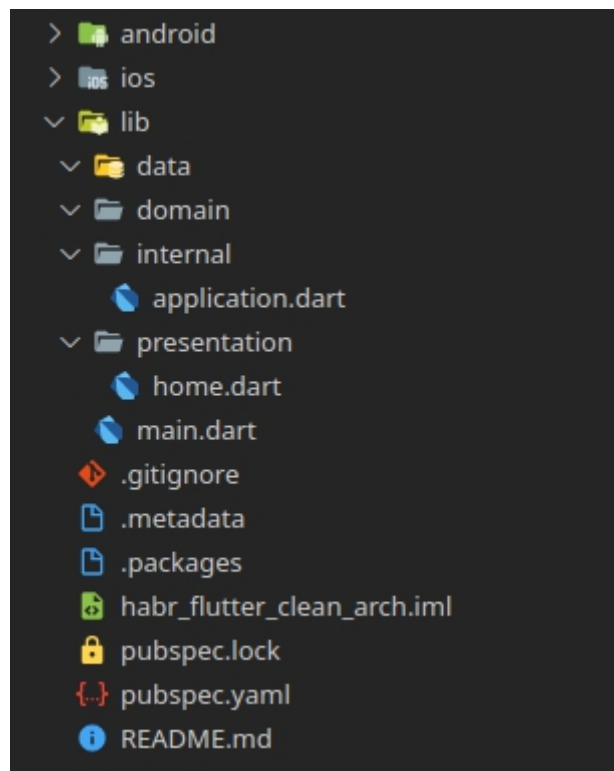 android
ios
lib
data
domain
internal
application.dart
presentation
home.dart
main.dart
.gitignore
.metadata
.packages
habr_flutter_clean_arch.iml
pubspec.lock
pubspec.yaml
README.md